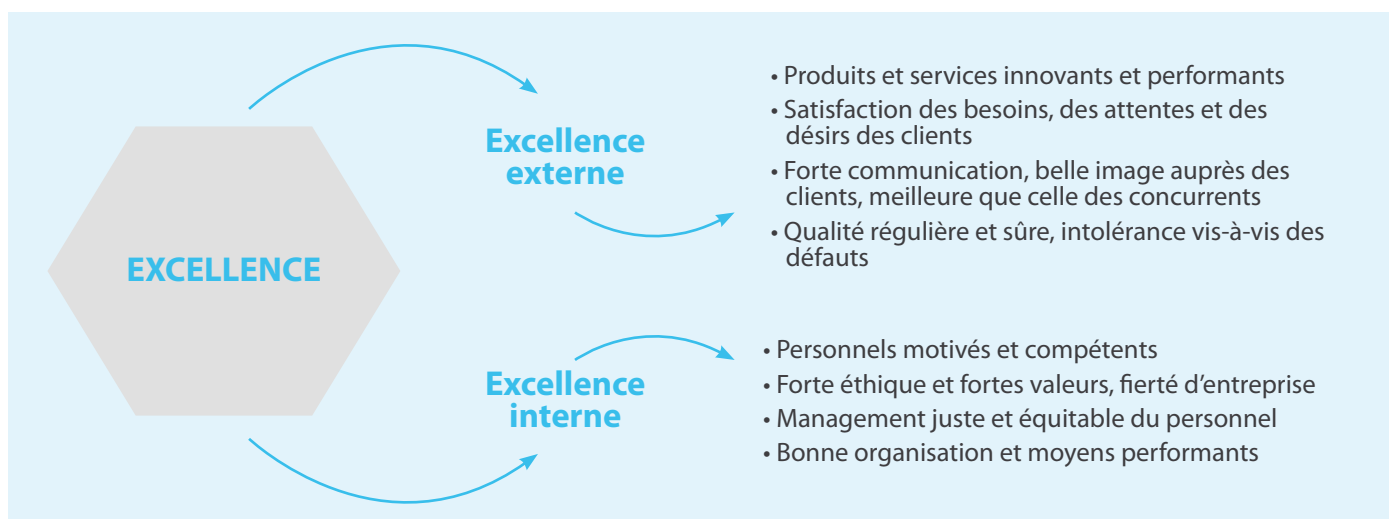 EXCELLENCE
Excellence
externe
• Produits et services innovants et performants
• Satisfaction des besoins, des attentes et des
désirs des clients
• Forte communication, belle image auprès des
clients, meilleure que celle des concurrents
• Qualité régulière et sûre, intolérance vis-à-vis des
défauts
Excellence
interne
• Personnels motivés et compétents
• Forte éthique et fortes valeurs, fierté d’entreprise
• Management juste et équitable du personnel
• Bonne organisation et moyens performants